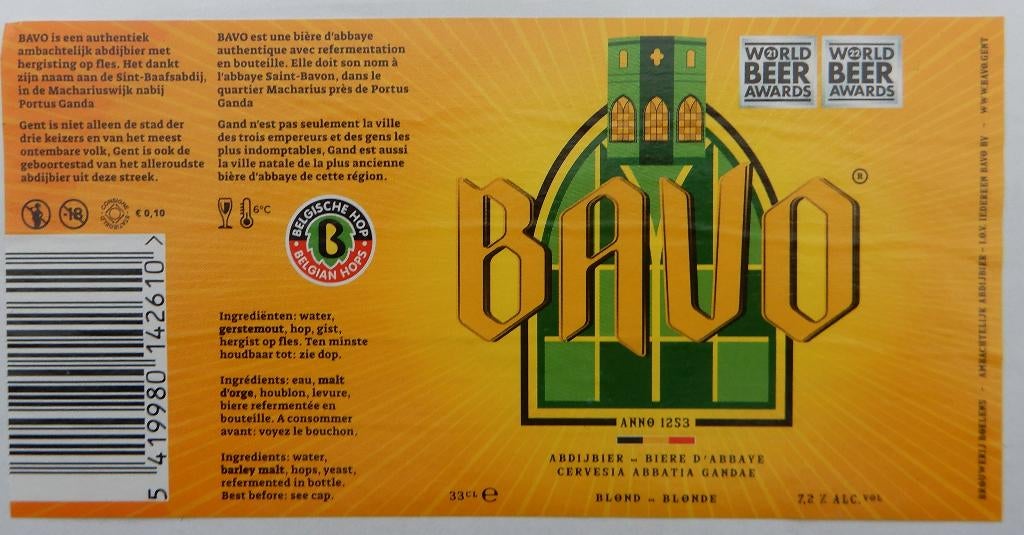 BAVO is een authentiek
ambachtelijk abdijbier met
hergisting op fles. Het dankt
zijn naam aan de Sint-Baafsabdij,
in de Machariuswijk nabij
Portus Ganda
Gent is niet alleen de stad der
drie keizers en van het meest
ontembare volk, Gent is ook de
geboortestad van het alleroudste
abdijbier uit deze streek.
-18
CONSIGNE
€ 0,10
5 419980 142610 >
BAVO est une bière d'abbaye
authentique avec refermentation
en bouteille. Elle doit son nom à
l'abbaye Saint-Bavon, dans le
quartier Macharius près de Portus
Ganda
Gand n'est pas seulement la ville
des trois empereurs et des gens les
plus indomptables, Gand est aussi
la ville natale de la plus ancienne
bière d'abbaye de cette région.
6°C
BELGISCHE HOP
B
BELGIAN HOPS
Ingrediënten: water,
gerstemout, hop, gist,
hergist op fles. Ten minste
houdbaar tot: zie dop.
Ingrédients: eau, malt
d'orge, houblon, levure,
biere refermentée en
bouteille. A consommer
avant: voyez le bouchon.
Ingredients: water,
barley malt, hops, yeast,
refermented in bottle.
Best before: see cap.
WORLD
BEER
AWARDS
WORLD
BEER
AWARDS
BAVO ®
ANNO 1253
ABDIJBIER - BIERE D'ABBAYE
CERVESIA ABBATIA GANDAE
33CL e
BLOND - BLONDE
7,2 % ALC. VOL
BROUWERIJ BOELENS - AMBACHTELIJK ABDIJBIER - I.O.V. IEDEREEN BAVO BV - WWW.BAVO.GENT